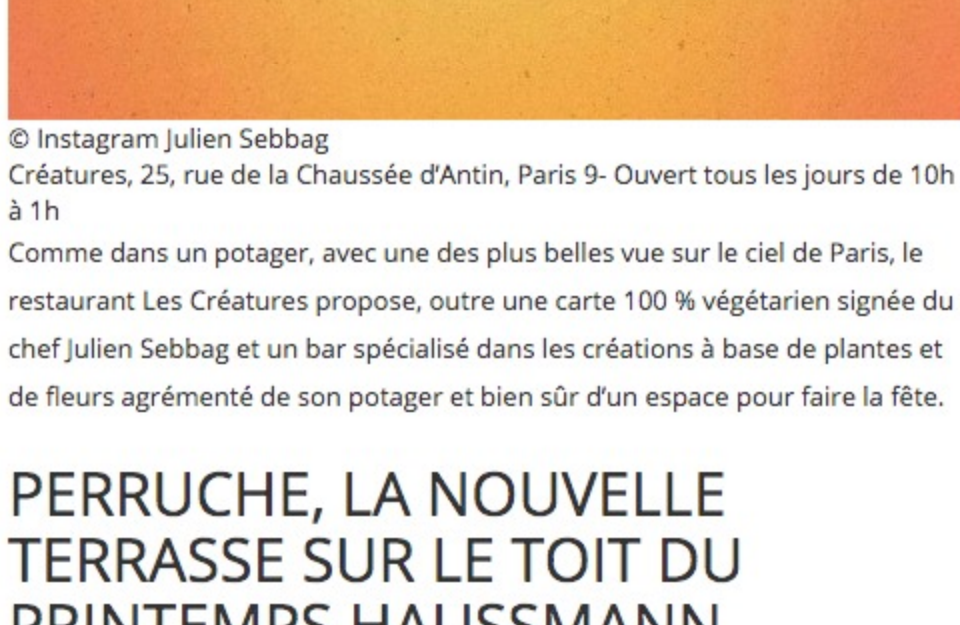 © Instagram Julien Sebbag
Créatures, 25, rue de la Chaussée d’Antin, Paris 9- Ouvert tous les jours de 10h
à 1h
Comme dans un potager, avec une des plus belles vue sur le ciel de Paris, le
restaurant Les Créatures propose, outre une carte 100 % végétarien signée du
chef Julien Sebbag et un bar spécialisé dans les créations à base de plantes et
de fleurs agrémenté de son potager et bien sûr d’un espace pour faire la fête.
PERRUCHE, LA NOUVELLE
TERRASSE SUR LE TOIT DU
PRINTEMPS HAUSSMANN